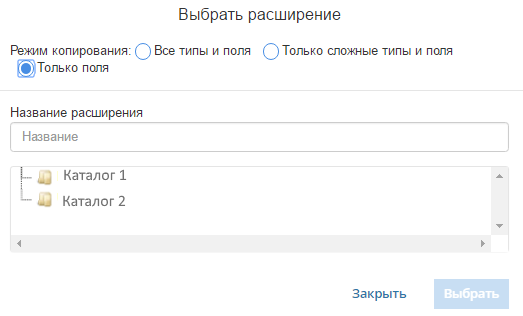 Выбрать расширение
Режим копирования: Все типы и поля Только сложные типы и поля
Только поля
Название расширения
Название
Каталог 1
Каталог 2
Закрыть Выбрать